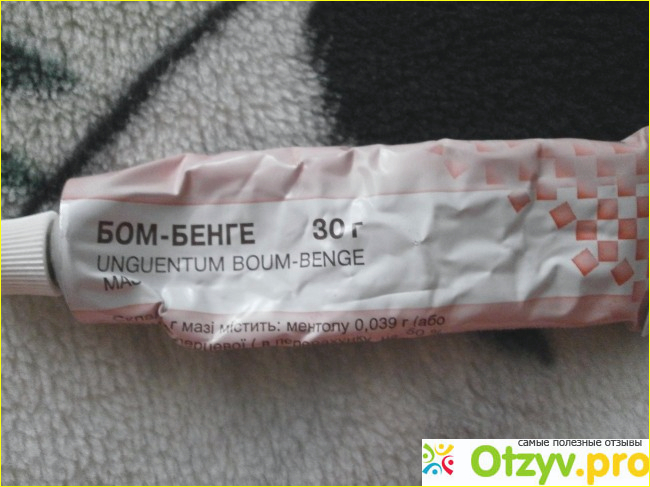 БОМ-БЕНГЕ 30 г
UNGUENTUM BOUM-BENGE
г мазі містить: ментолу 0,039 г (або
самые полезные отзывы
Otzyv.pro